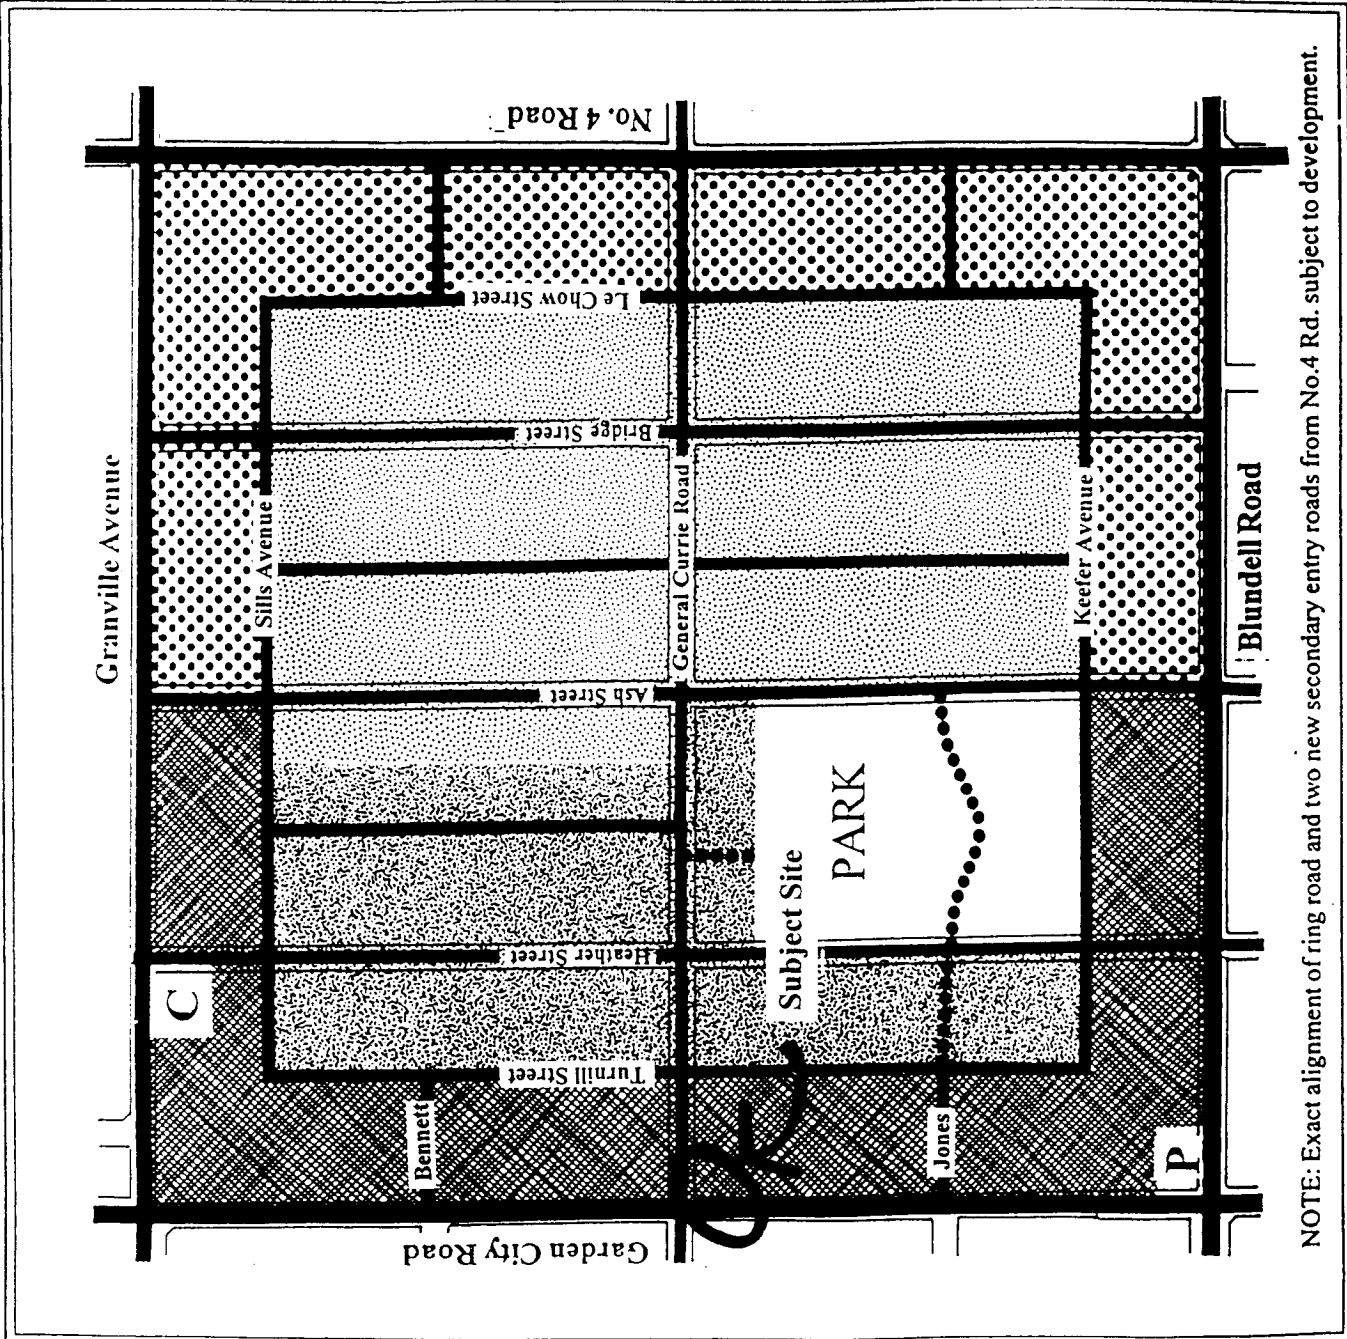 Granville Avenue
No. 4 Road
Le Chow Street
Bridge Street
Sills Avenue
General Currie Road
Keefer Avenue
Blundell Road
Ash Street
PARK
Subject Site
Heather Street
C
Turnill Street
Bennett
Jones
P
Garden City Road
NOTE: Exact alignment of ring road and two new secondary entry roads from No.4 Rd. subject to development.